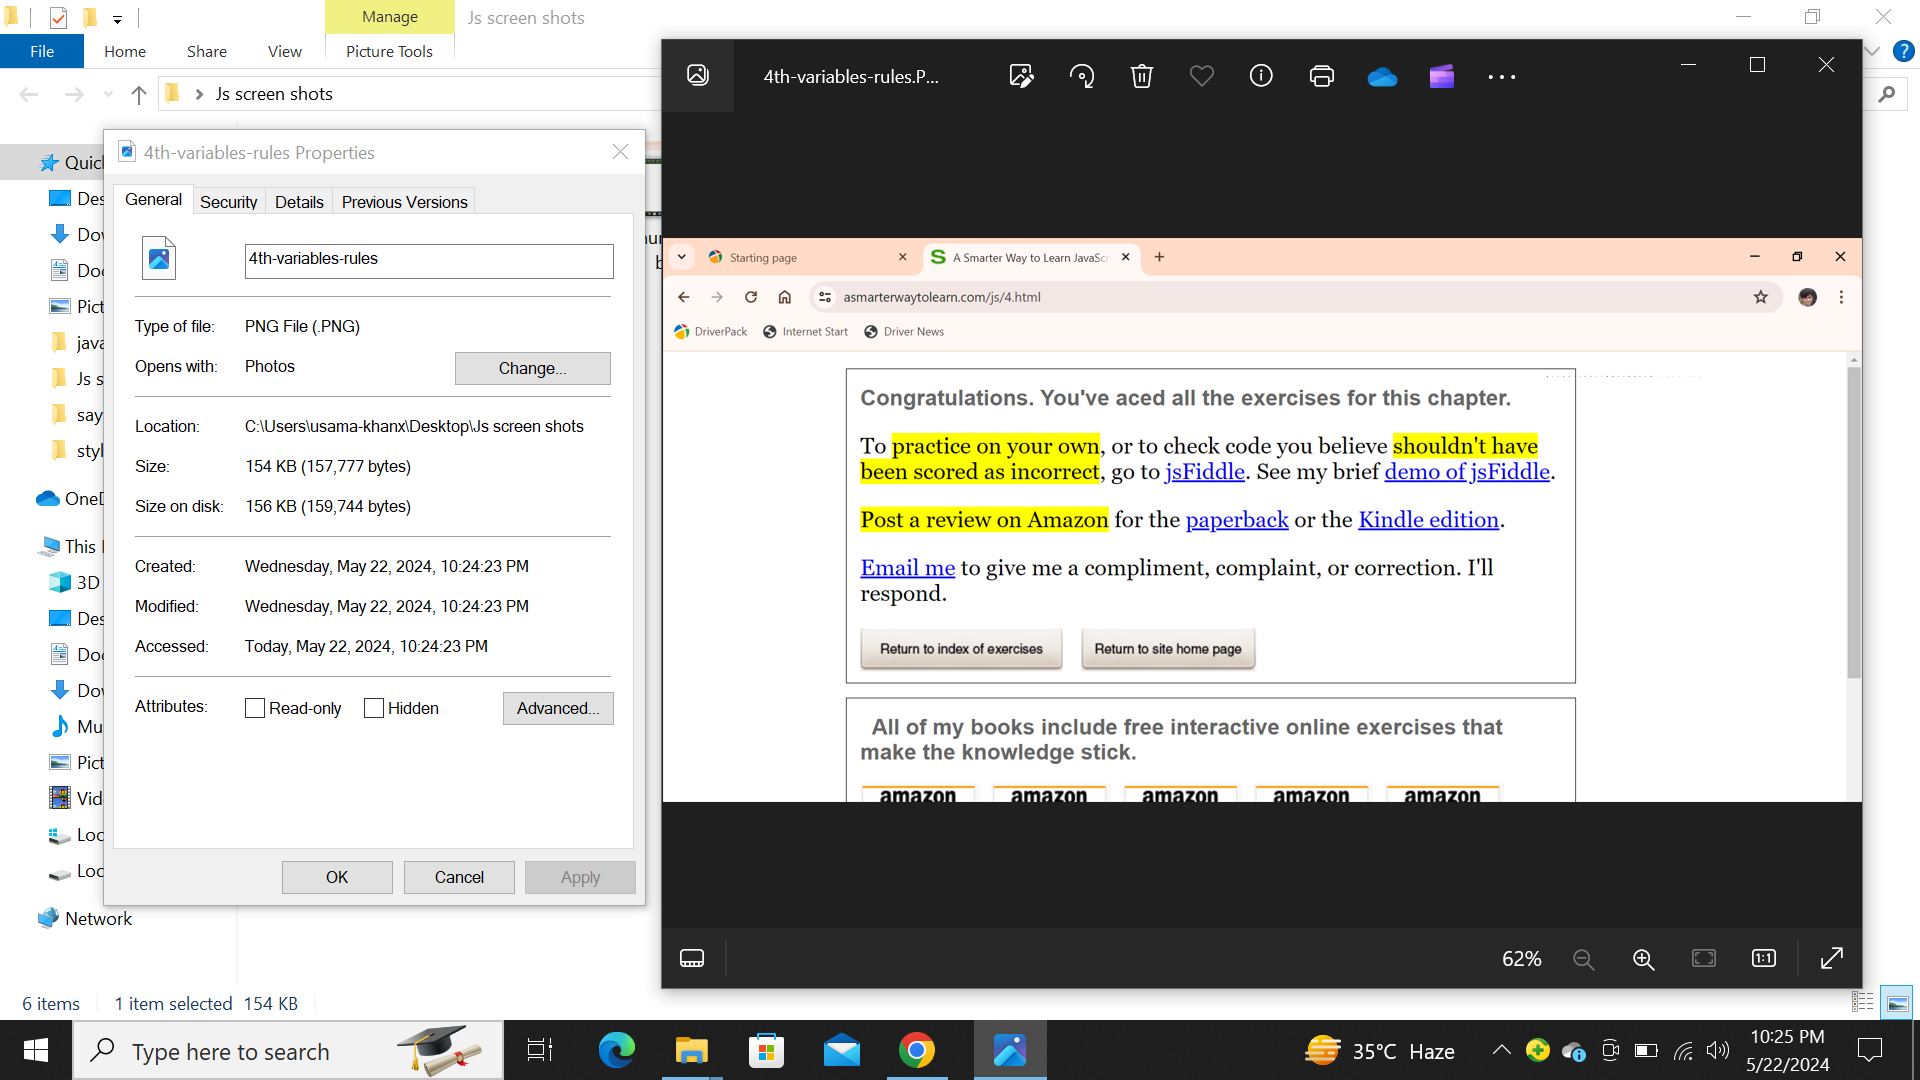 Manage
Js screen shots
File
Home
Share
View
Picture Tools
Js screen shots
4th-variables-rules Properties
General
Security
Details
Previous Versions
4th-variables-rules
Type of file:
PNG File (.PNG)
Opens with:
Photos
Change...
Location:
C:\Users\usama-khanx\Desktop\Js screen shots
Size:
154 KB (157,777 bytes)
Size on disk:
156 KB (159,744 bytes)
Created:
Wednesday, May 22, 2024, 10:24:23 PM
Modified:
Wednesday, May 22, 2024, 10:24:23 PM
Accessed:
Today, May 22, 2024, 10:24:23 PM
Attributes:
Read-only
Hidden
Advanced...
OK
Cancel
Apply
Quic
Des
Dov
Doc
Pict
java
Js s
say
styl
OneD
This
3D
Des
Doc
Dov
Mu
Pict
Vid
Loc
Loc
Network
6 items
1 item selected 154 KB
4th-variables-rules.P...
Starting page
A Smarter Way to Learn JavaScr
asmarterwaytolearn.com/js/4.html
DriverPack
Internet Start
Driver News
Congratulations. You've aced all the exercises for this chapter.
To practice on your own, or to check code you believe shouldn't have
been scored as incorrect, go to jsFiddle. See my brief demo of jsFiddle.
Post a review on Amazon for the paperback or the Kindle edition.
Email me to give me a compliment, complaint, or correction. I'll
respond.
Return to index of exercises
Return to site home page
All of my books include free interactive online exercises that
make the knowledge stick.
amazon amazon amazon amazon amazon
62%
1:1
Type here to search
35°C Haze
10:25 PM
5/22/2024